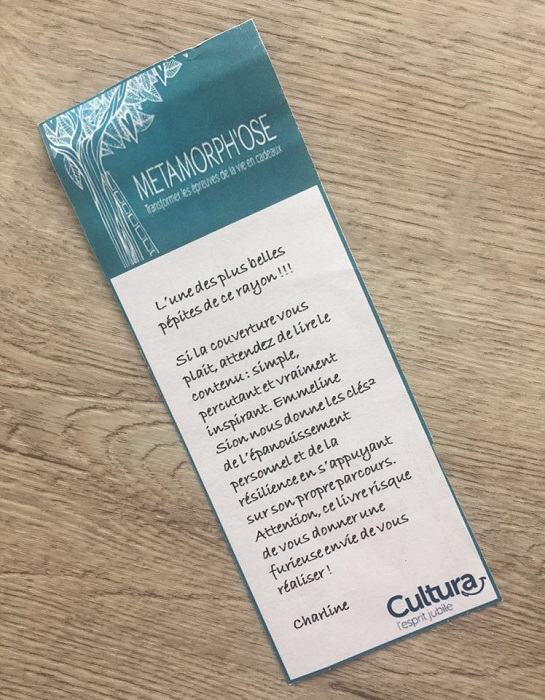 METAMORPH'OSE
Transformer les épreuves de la vie en cadeaux
L'une des plus belles
pépites de ce rayon !!!
Si la couverture vous
plait, attendez de lire le
contenu : simple,
percutant et vraiment
inspirant. Emmeline
Sion nous donne les clés²
de l'épanouissement
personnel et de la
résilience en s'appuyant
sur son propre parcours.
Attention, ce livre risque
de vous donner une
furieuse envie de vous
réaliser !
Charline
Cultura
l'esprit jubile